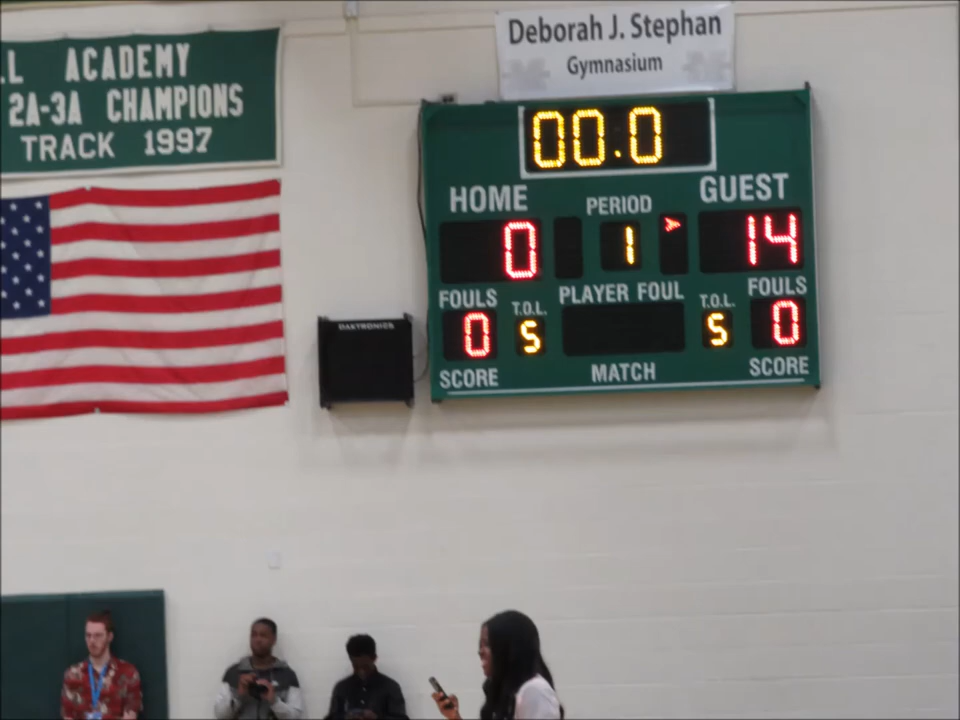 Deborah J. Stephan
Gymnasium
.L ACADEMY
2A-3A CHAMPIONS
TRACK 1997
00.0
HOME PERIOD GUEST
0 1 14
FOULS PLAYER FOUL FOULS
T.O.L. T.O.L.
0 5 5 0
SCORE MATCH SCORE
DAKTRONICS